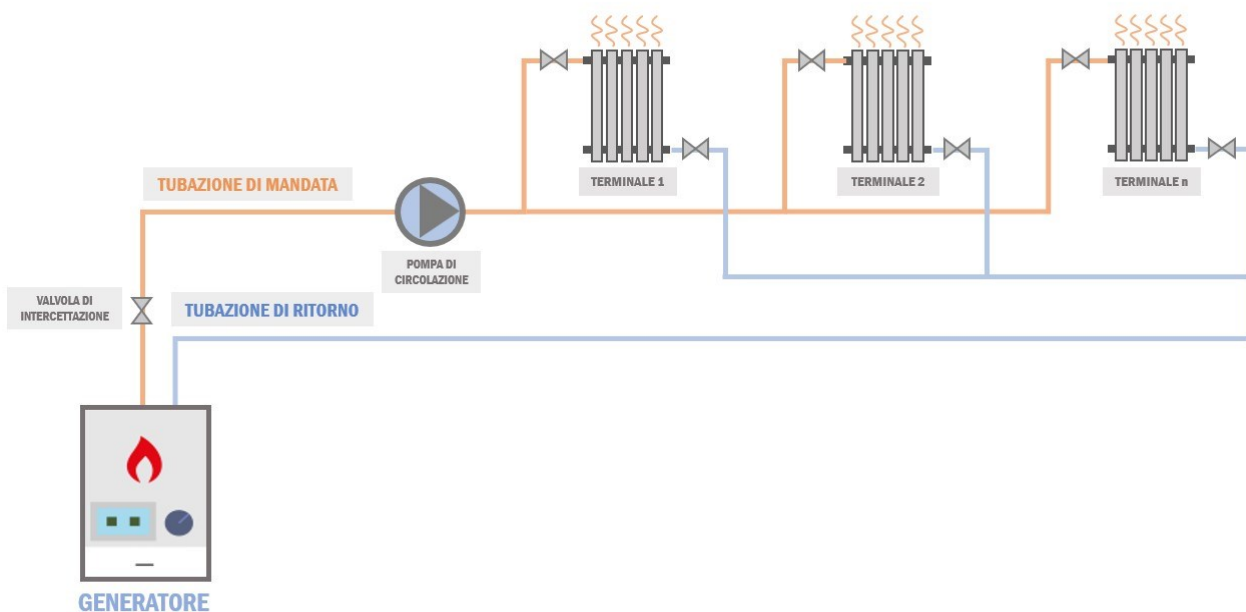 TERMINALE 1
TERMINALE 2
TERMINALE n
TUBAZIONE DI MANDATA
POMPA DI
CIRCOLAZIONE
VALVOLA DI
INTERCETTAZIONE
TUBAZIONE DI RITORNO
GENERATORE